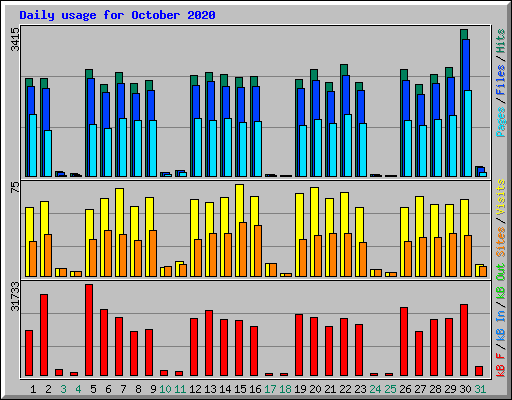 Daily usage for October 2020
3415
Pages / Files / Hits
75
Sites / Visits
31733
kB F / kB In / kB Out
1 2 3 4 5 6 7 8 9 10 11 12 13 14 15 16 17 18 19 20 21 22 23 24 25 26 27 28 29 30 31